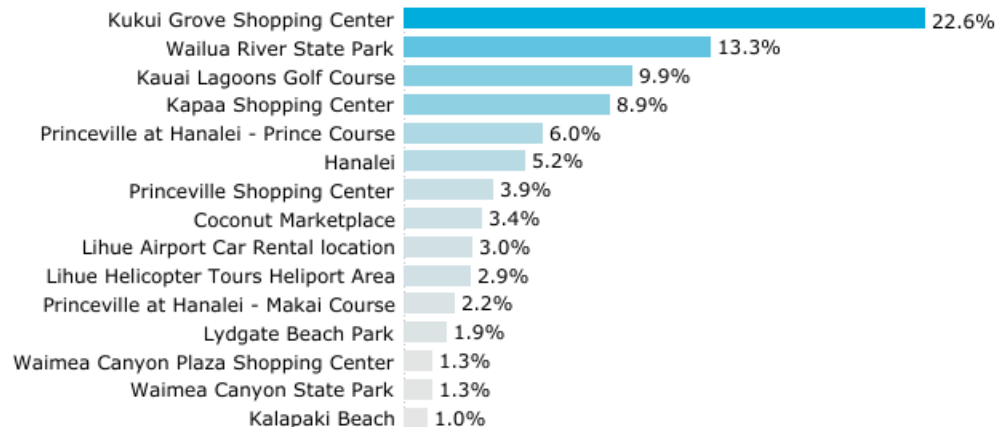 Kukui Grove Shopping Center 22.6%
Wailua River State Park 13.3%
Kauai Lagoons Golf Course 9.9%
Kapaa Shopping Center 8.9%
Princeville at Hanalei - Prince Course 6.0%
Hanalei 5.2%
Princeville Shopping Center 3.9%
Coconut Marketplace 3.4%
Lihue Airport Car Rental location 3.0%
Lihue Helicopter Tours Heliport Area 2.9%
Princeville at Hanalei - Makai Course 2.2%
Lydgate Beach Park 1.9%
Waimea Canyon Plaza Shopping Center 1.3%
Waimea Canyon State Park 1.3%
Kalapaki Beach 1.0%